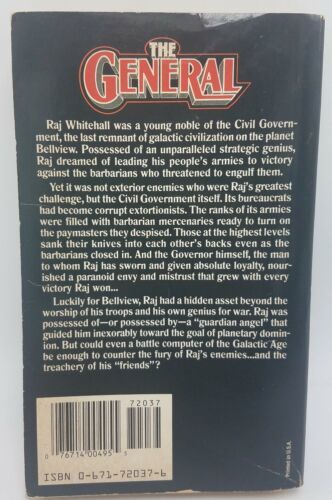 THE
GENERAL
Raj Whitehall was a young noble of the Civil Govern-
ment, the last remnant of galactic civilization on the planet
Bellview. Possessed of an unparalleled strategic genius,
Raj dreamed of leading his people's armies to victory
against the barbarians who threatened to engulf them.
Yet it was not exterior enemies who were Raj's greatest
challenge, but the Civil Government itself. Its bureaucrats
had become corrupt extortionists. The ranks of its armies
were filled with barbarian mercenaries ready to turn on
the paymasters they despised. Those at the highest levels
sank their knives into each other's backs even as the
barbarians closed in. And the Governor himself, the man
to whom Raj has sworn and given absolute loyalty, nour-
ished a paranoid envy and mistrust that grew with every
victory Raj won...
Luckily for Bellview, Raj had a hidden asset beyond the
worship of his troops and his own genius for war. Raj was
possessed of—or possessed by—a "guardian angel" that
guided him inexorably toward the goal of planetary domin-
ion. But could even a battle computer of the Galactic Age
be enough to counter the fury of Raj's enemies...and the
treachery of his "friends"?
72037
0 76714 00495 3
ISBN 0-671-72037-6
Printed in U.S.A.